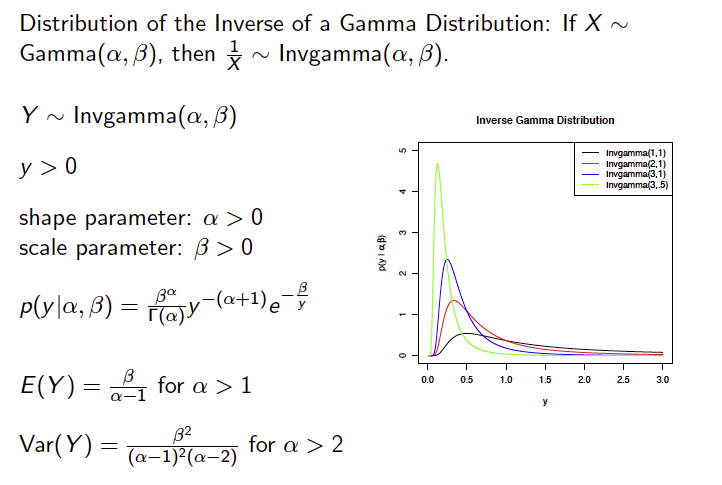 Distribution of the Inverse of a Gamma Distribution: If X ∼
Gamma(α, β), then 1/X ∼ Invgamma(α, β).
Y ∼ Invgamma(α, β)
y > 0
shape parameter: α > 0
scale parameter: β > 0
p(y|α, β) = β^α/Γ(α) y^−(α+1) e^−β/y
E(Y) = β/(α−1) for α > 1
Var(Y) = β²/((α−1)²(α−2)) for α > 2
Inverse Gamma Distribution
Invgamma(1,1)
Invgamma(2,1)
Invgamma(3,1)
Invgamma(3,.5)
p(y | α,β)
5
4
3
2
1
0
0.0 0.5 1.0 1.5 2.0 2.5 3.0
y